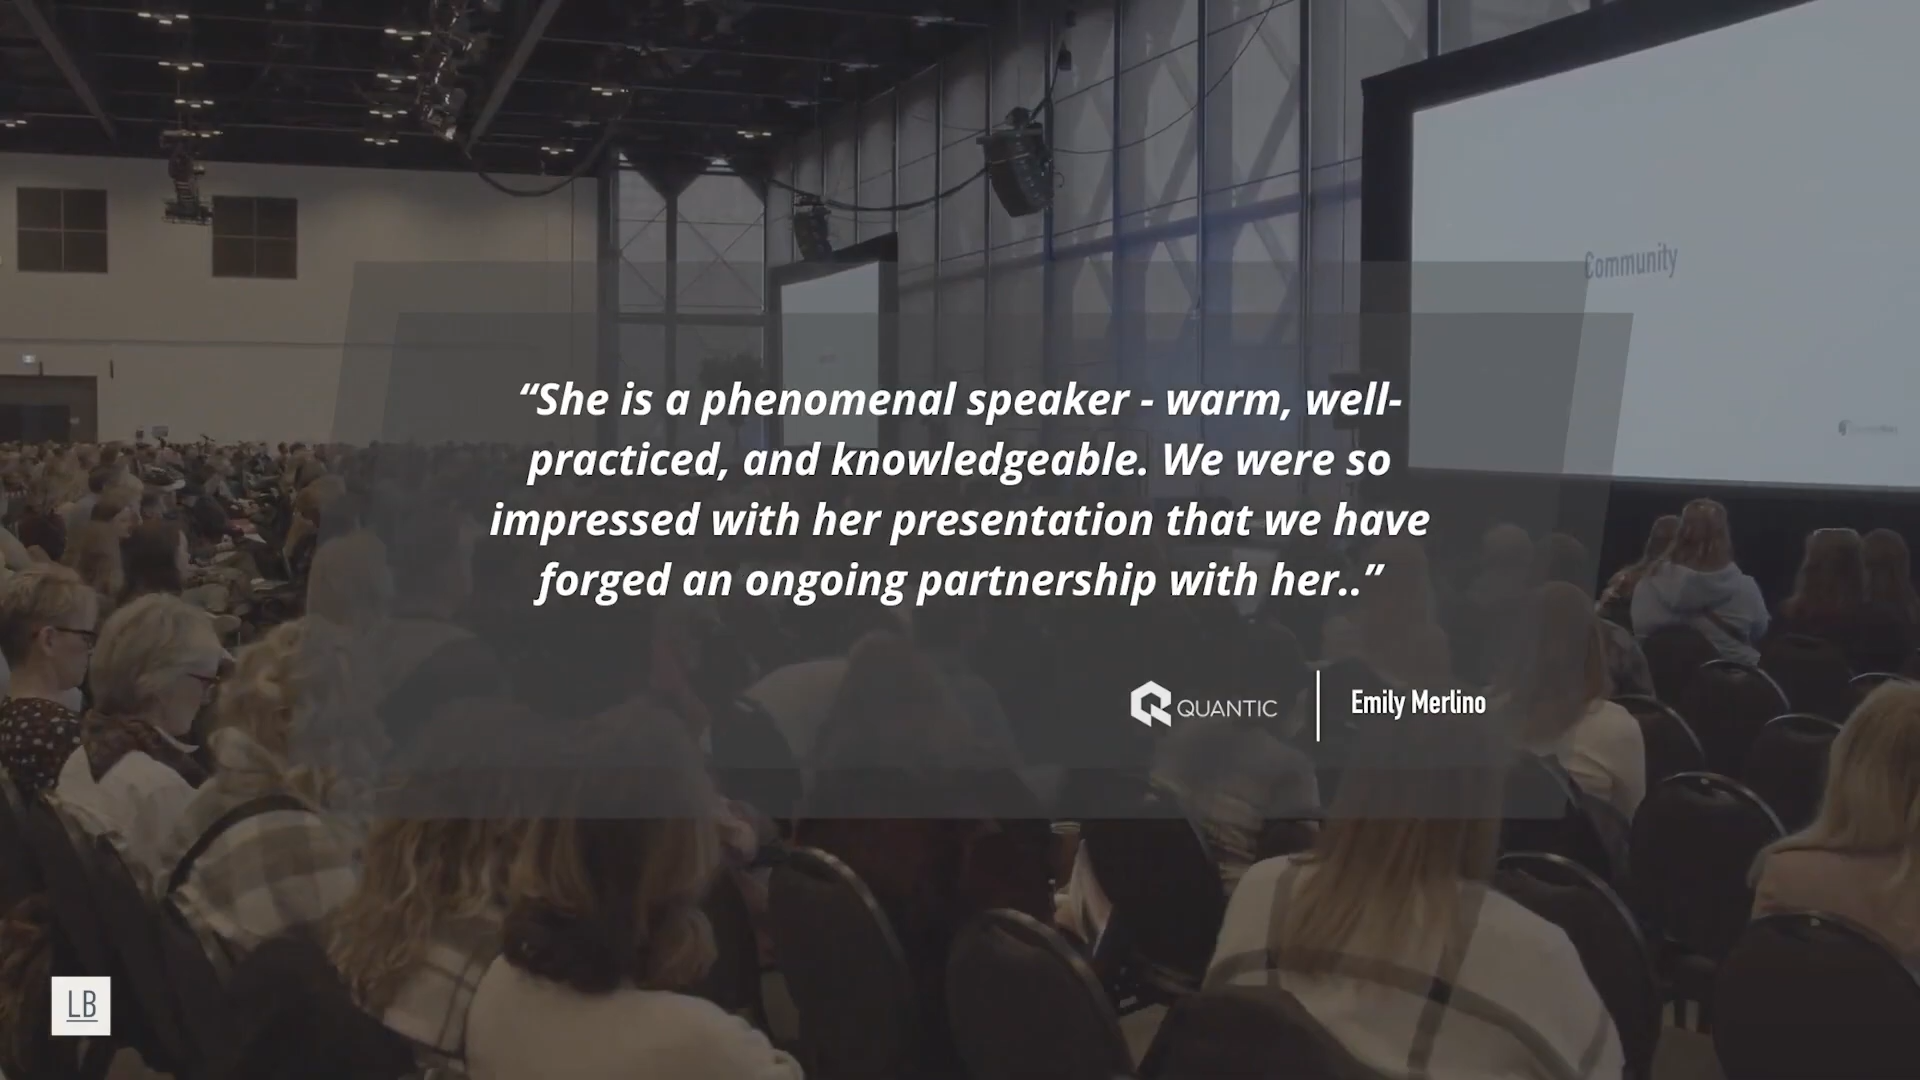 Community
“She is a phenomenal speaker - warm, well-
practiced, and knowledgeable. We were so
impressed with her presentation that we have
forged an ongoing partnership with her..”
QUANTIC
Emily Merlino
LB